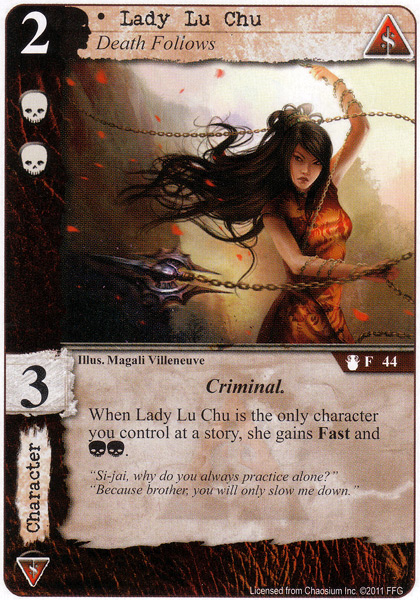 2
• Lady Lu Chu
Death Follows
Illus. Magali Villeneuve
F 44
3
Criminal.
When Lady Lu Chu is the only character
you control at a story, she gains Fast and
.
“Si-jai, why do you always practice alone?”
“Because brother, you will only slow me down.”
Character
Licensed from Chaosium Inc. ©2011 FFG